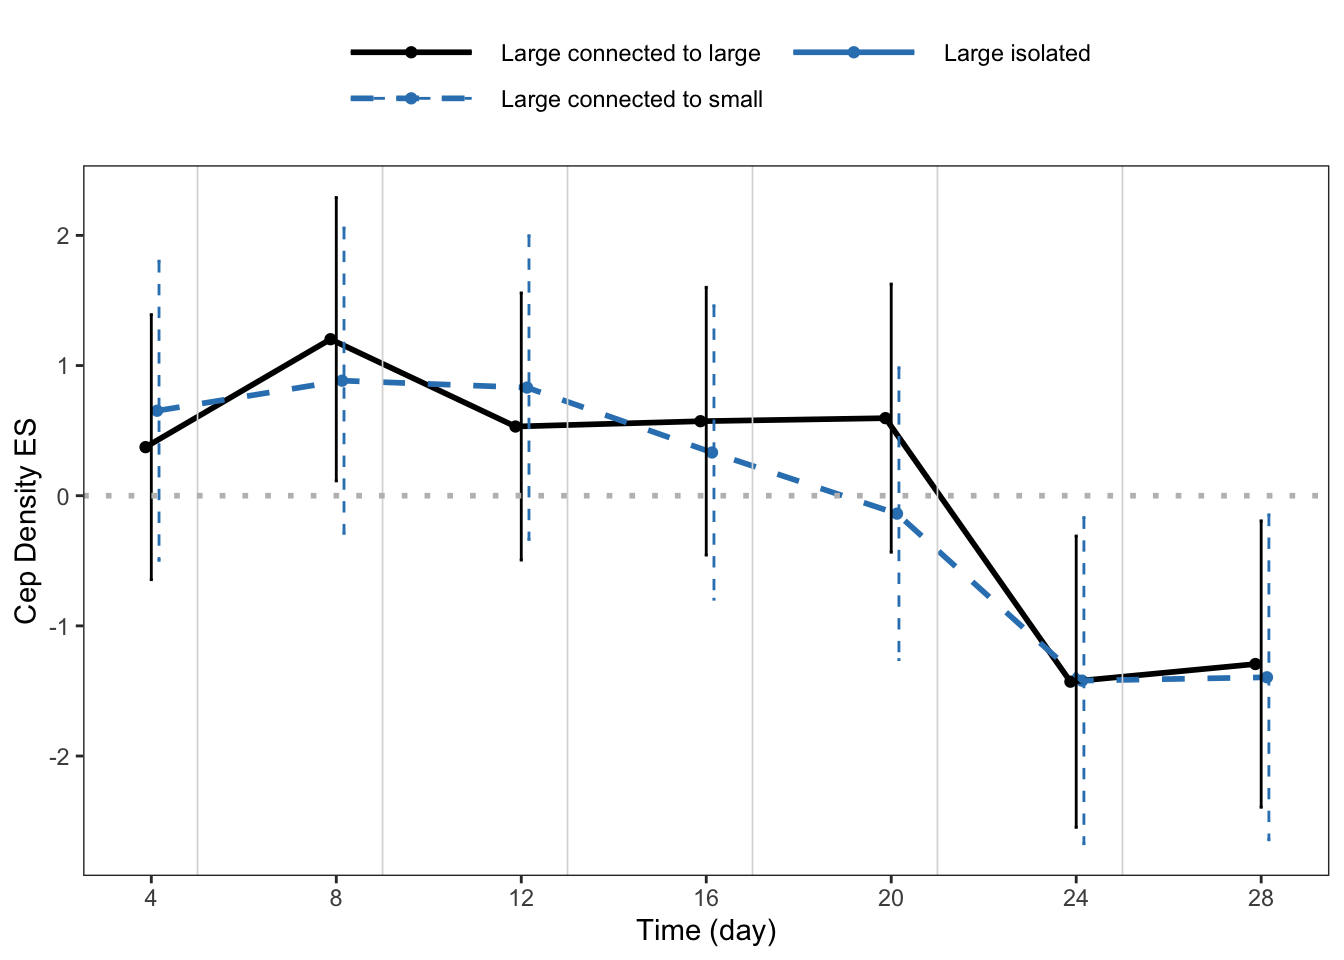 Large connected to large
Large isolated
Large connected to small
2
1
0
-1
-2
Cep Density ES
4 8 12 16 20 24 28
Time (day)